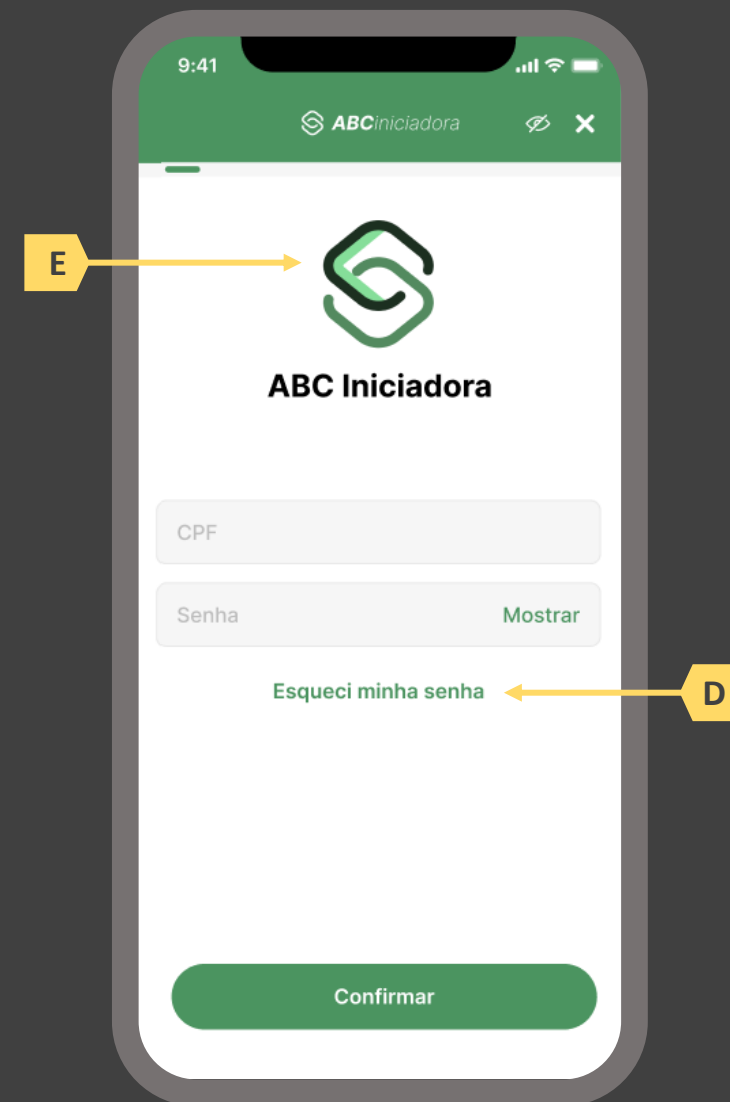 9:41
ABCiniciadora
E
ABC Iniciadora
CPF
Senha Mostrar
Esqueci minha senha
D
Confirmar